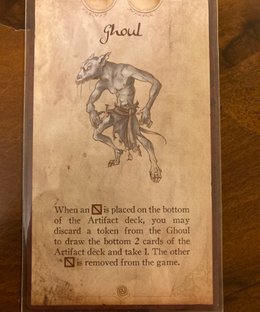 Ghoul
When an is placed on the bottom
of the Artifact deck, you may
discard a token from the Ghoul
to draw the bottom 2 cards of the
Artifact deck and take 1. The other
is removed from the game.